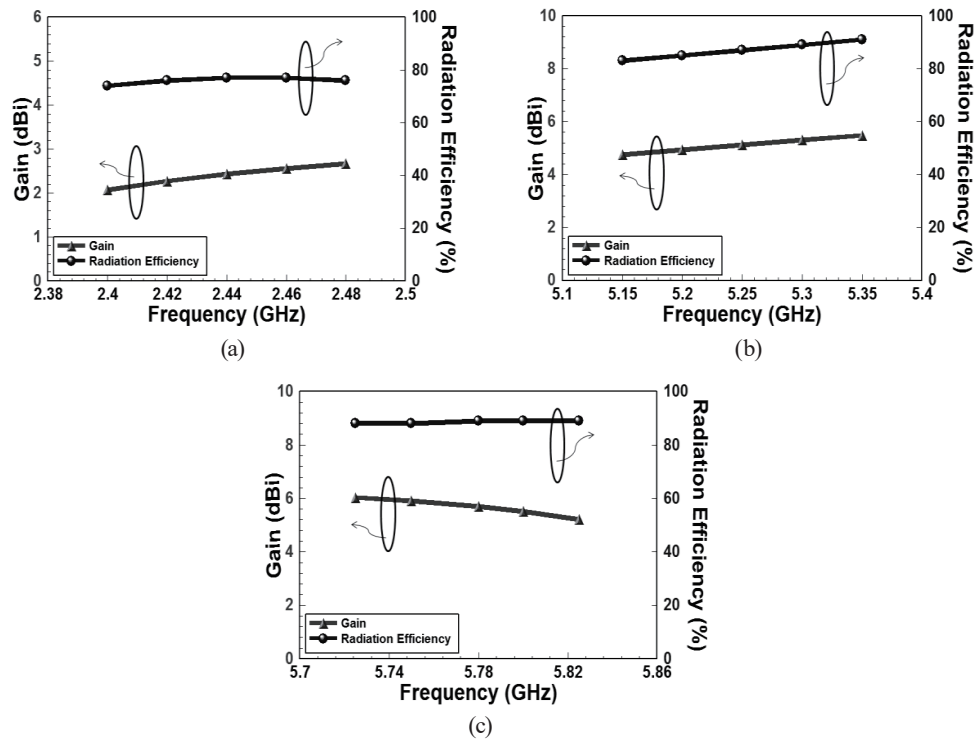 6
5
4
3
2
1
0
100
80
60
40
20
0
Gain (dBi)
Radiation Efficiency (%)
Gain
Radiation Efficiency
2.38 2.4 2.42 2.44 2.46 2.48 2.5
Frequency (GHz)
(a)
10
8
6
4
2
0
100
80
60
40
20
0
Gain (dBi)
Radiation Efficiency (%)
Gain
Radiation Efficiency
5.1 5.15 5.2 5.25 5.3 5.35 5.4
Frequency (GHz)
(b)
10
8
6
4
2
0
100
80
60
40
20
0
Gain (dBi)
Radiation Efficiency (%)
Gain
Radiation Efficiency
5.7 5.74 5.78 5.82 5.86
Frequency (GHz)
(c)